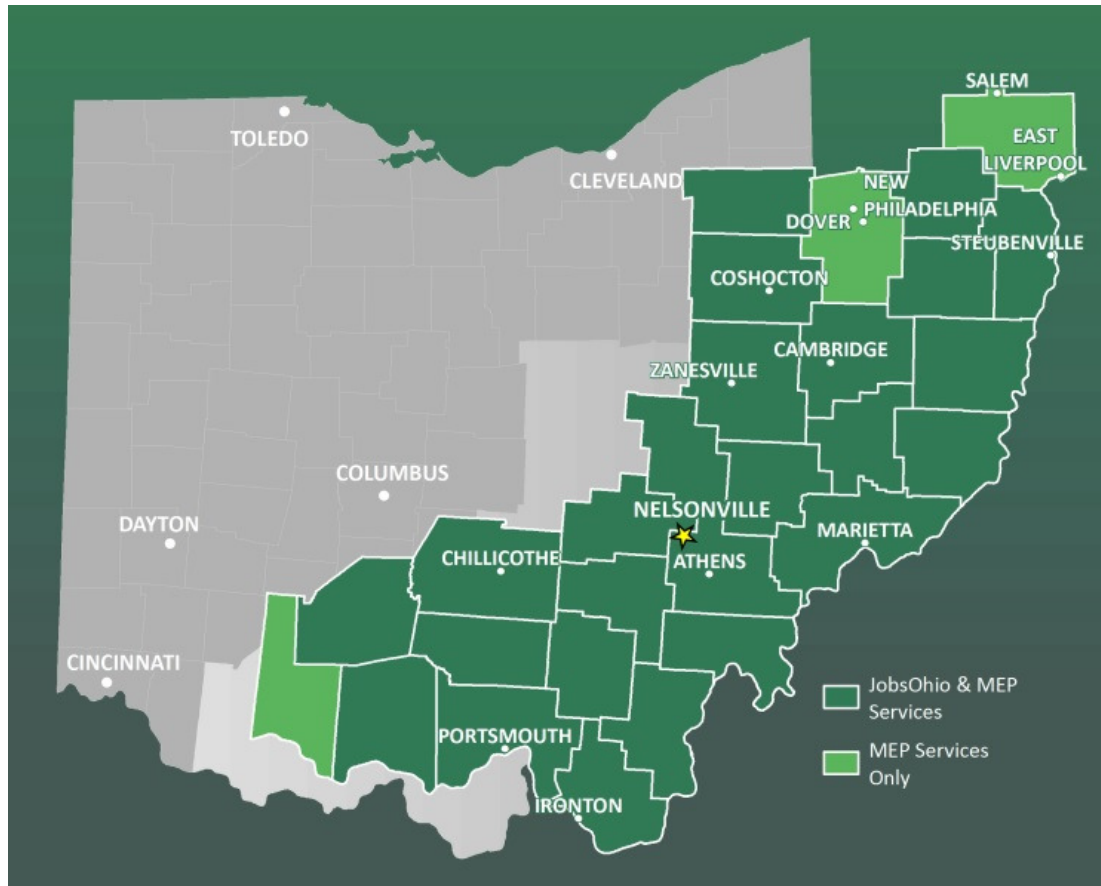 SALEM
EAST
LIVERPOOL
TOLEDO
CLEVELAND
NEW
PHILADELPHIA
DOVER
STEUBENVILLE
COSHOCTON
CAMBRIDGE
ZANESVILLE
COLUMBUS
NELSONVILLE
DAYTON
MARIETTA
CHILLICOTHE
ATHENS
CINCINNATI
JobsOhio & MEP
Services
PORTSMOUTH
MEP Services
Only
IRONTON